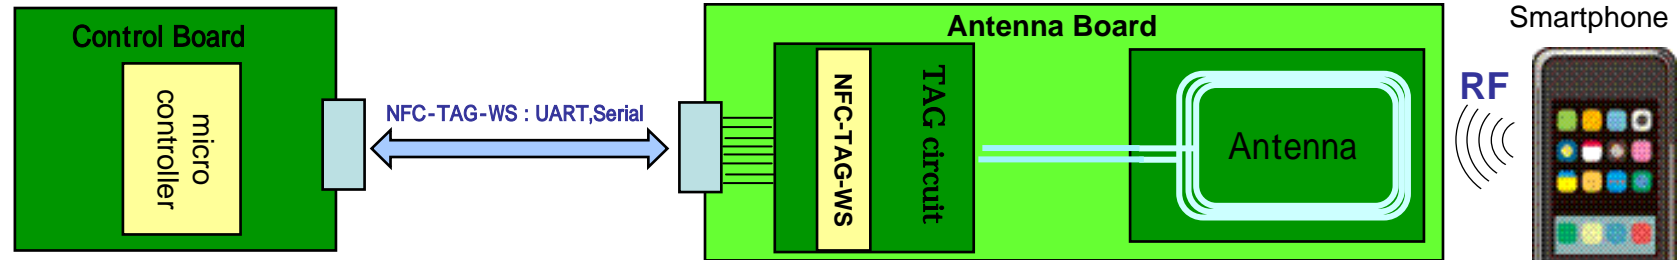 Control Board
micro
controller
NFC-TAG-WS : UART,Serial
Antenna Board
NFC-TAG-WS
TAG circuit
Antenna
RF
Smartphone